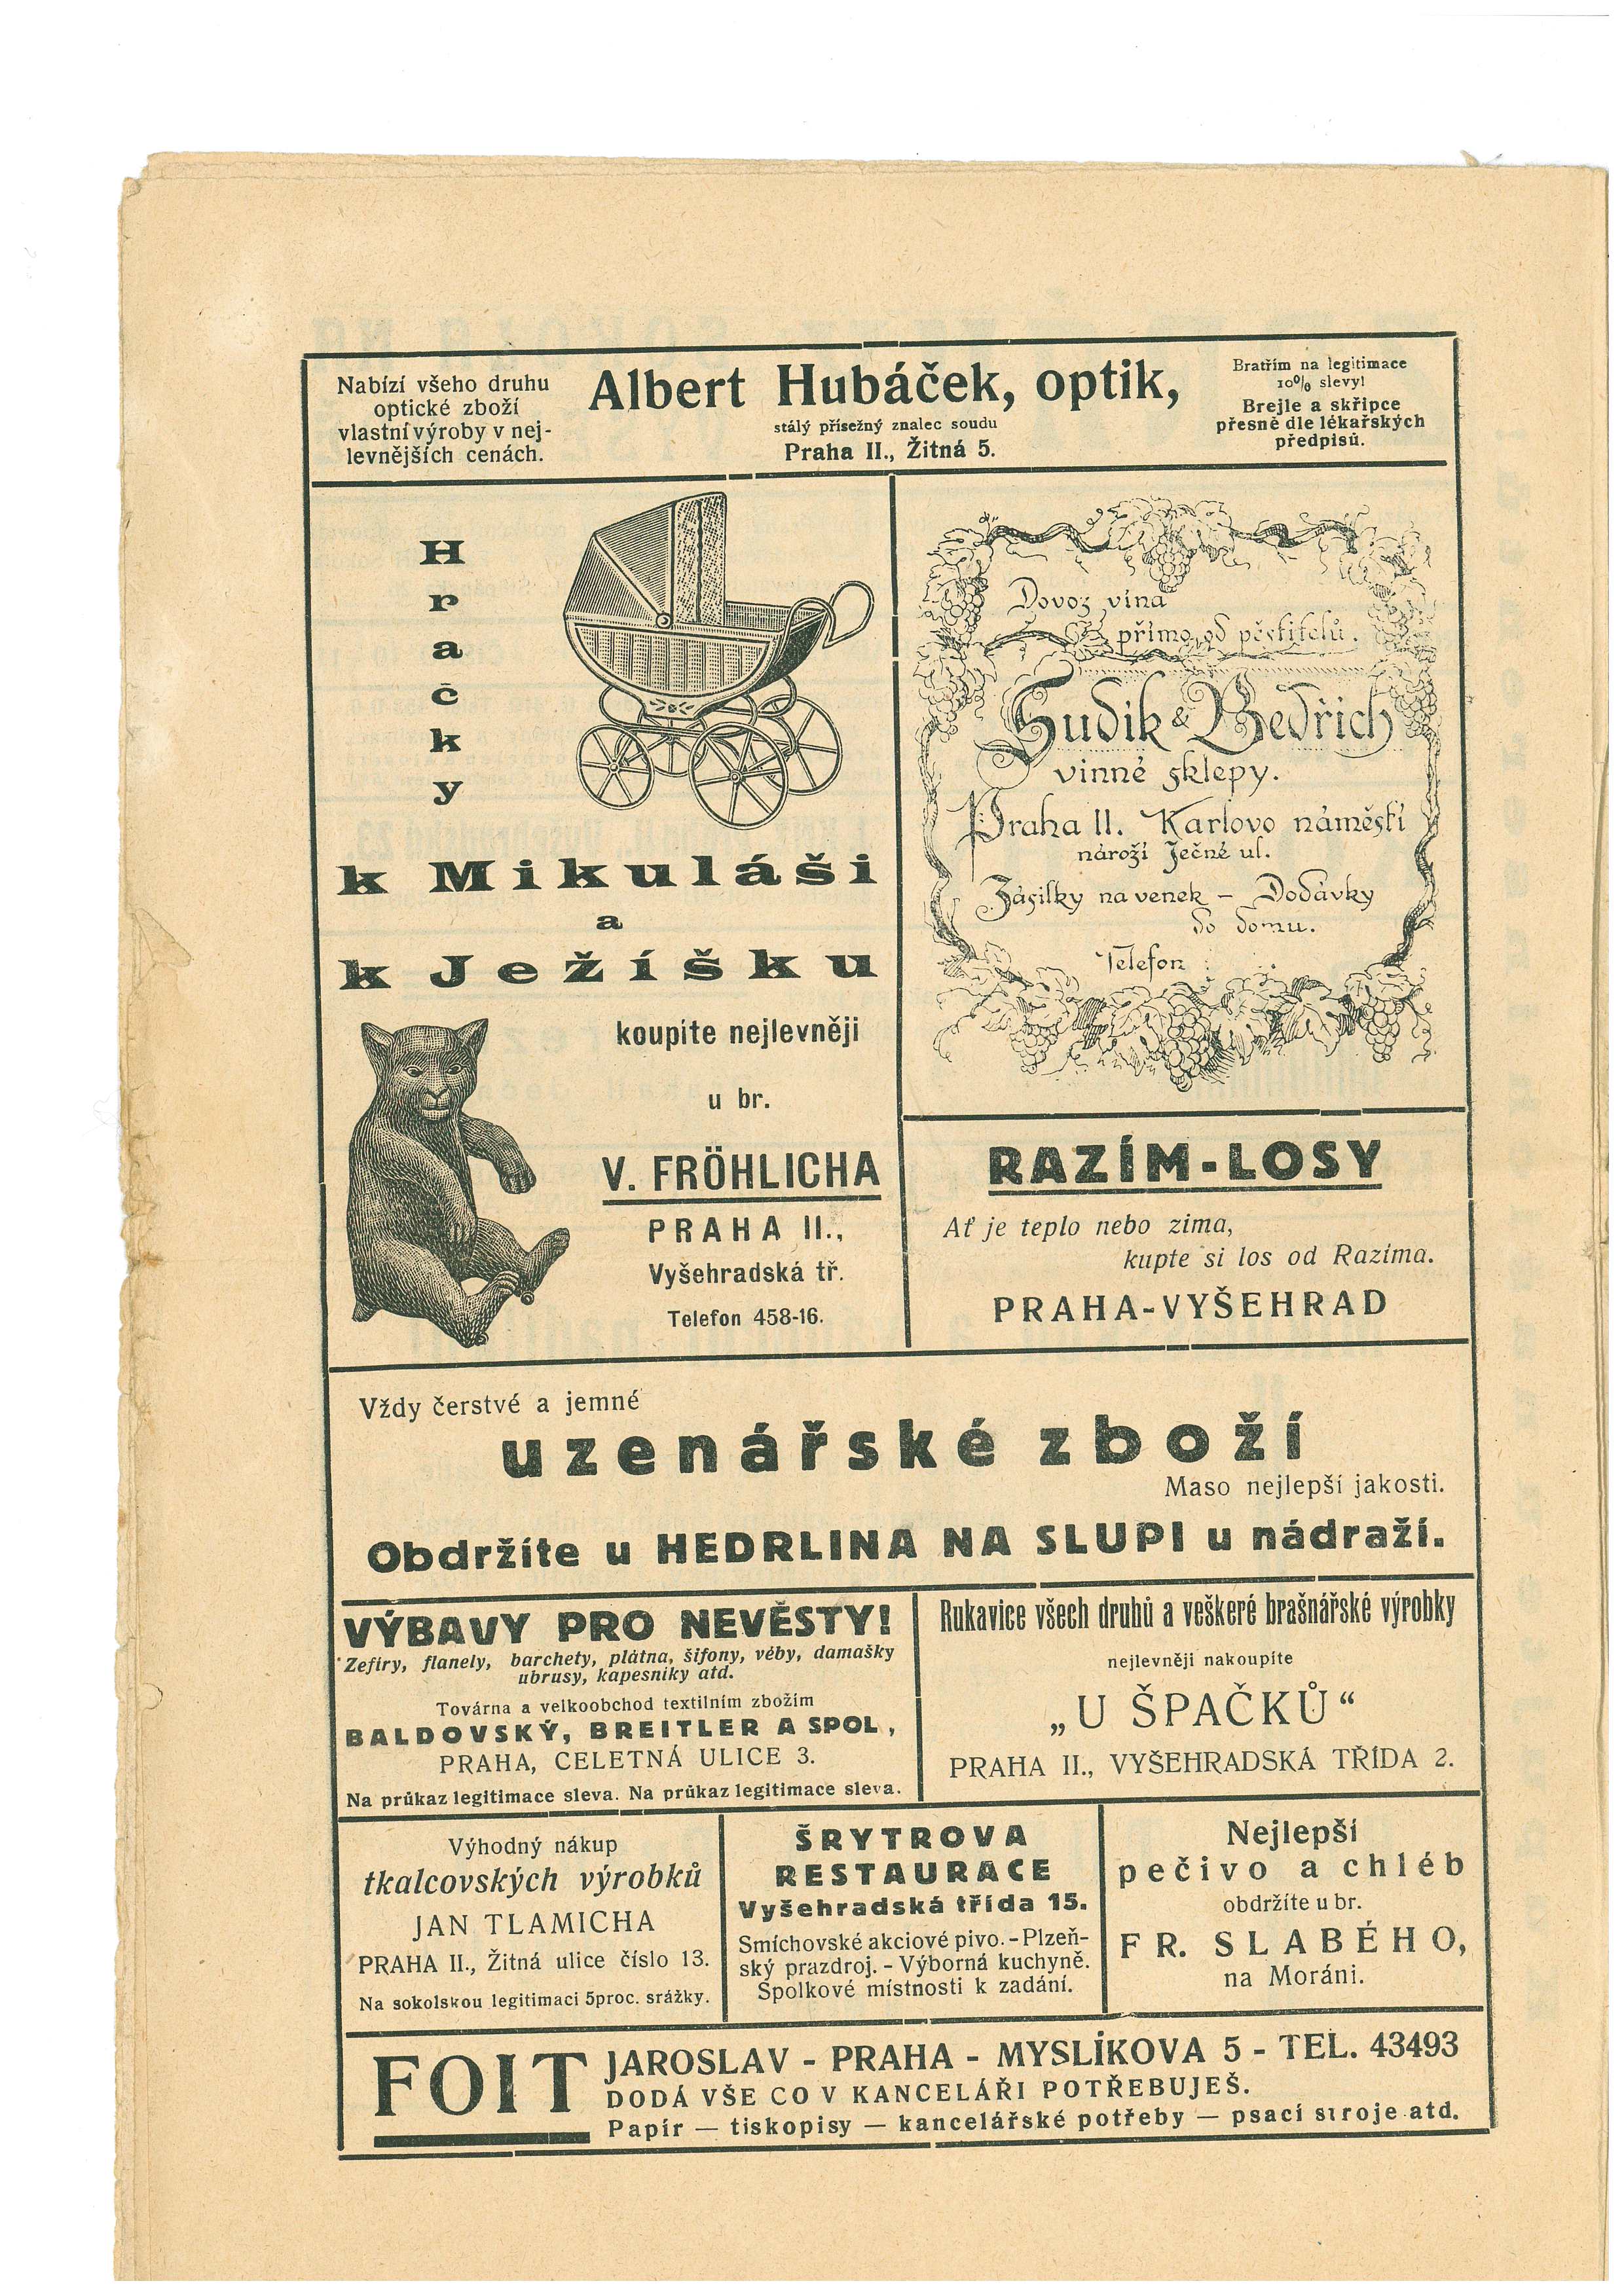 Nabízí všeho druhu
optické zboží
vlastní výroby v nej-
levnějších cenách.
Albert Hubáček, optik,
stálý přísežný znalec soudu
Praha II., Žitná 5.
Bratřím na legitimace
10% slevy!
Brejle a skřipce
přesně dle lékařských
předpisů.
Hračky
k Mikuláši
a
k Ježíšku
koupíte nejlevněji
u br.
V. FRÖHLICHA
PRAHA II.,
Vyšehradská tř.
Telefon 458-16.
Dovoz vína
přímo od pěstitelů.
Sudik & Bedřich
vinné sklepy.
Praha II. Karlovo náměstí
nároží Ječné ul.
Zásilky na venek – Dodávky
do domu.
Telefon :
RAZÍM-LOSY
Ať je teplo nebo zima,
kupte si los od Razíma.
PRAHA-VYŠEHRAD
Vždy čerstvé a jemné
uzenářské zboží
Maso nejlepší jakosti.
Obdržíte u HEDRLINA NA SLUPI u nádraží.
VÝBAVY PRO NEVĚSTY!
Zefiry, flanely, barchety, plátna, šifony, véby, damašky
ubrusy, kapesníky atd.
Továrna a velkoobchod textilním zbožím
BALDOVSKÝ, BREITLER A SPOL,
PRAHA, CELETNÁ ULICE 3.
Na průkaz legitimace sleva. Na průkaz legitimace sleva.
Rukavice všech druhů a veškeré brašnářské výrobky
nejlevněji nakoupíte
„U ŠPAČKŮ“
PRAHA II., VYŠEHRADSKÁ TŘÍDA 2.
Výhodný nákup
tkalcovských výrobků
JAN TLAMICHA
PRAHA II., Žitná ulice číslo 13.
Na sokolskou legitimaci 5proc. srážky.
ŠRYTROVA
RESTAURACE
Vyšehradská třída 15.
Smíchovské akciové pivo. - Plzeň-
ský prazdroj. - Výborná kuchyně.
Spolkové místnosti k zadání.
Nejlepší
pečivo a chléb
obdržíte u br.
FR. SLABÉHO,
na Moráni.
FOIT JAROSLAV - PRAHA - MYSLÍKOVA 5 - TEL. 43493
DODÁ VŠE CO V KANCELÁŘI POTŘEBUJEŠ.
Papír — tiskopisy — kancelářské potřeby — psací stroje atd.